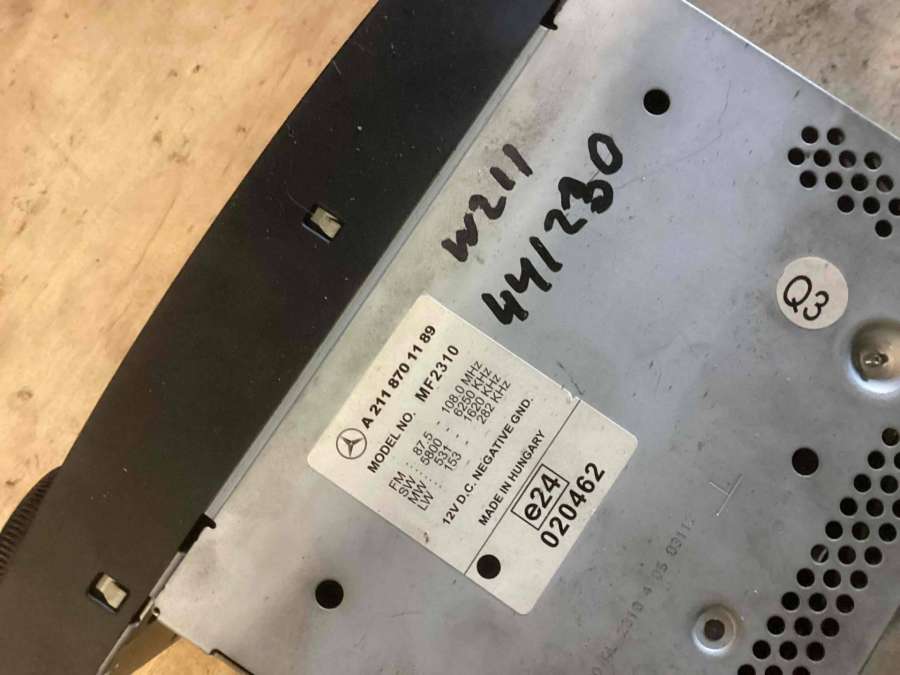 W211
441230
Q3
A 211 870 11 89
MODEL NO. MF2310
FM : 87.5 - 108.0 MHz
SW : 5800 - 6250 KHz
MW : 531 - 1620 KHz
LW : 153 - 282 KHz
12V D.C. NEGATIVE GND.
MADE IN HUNGARY
e24
020462